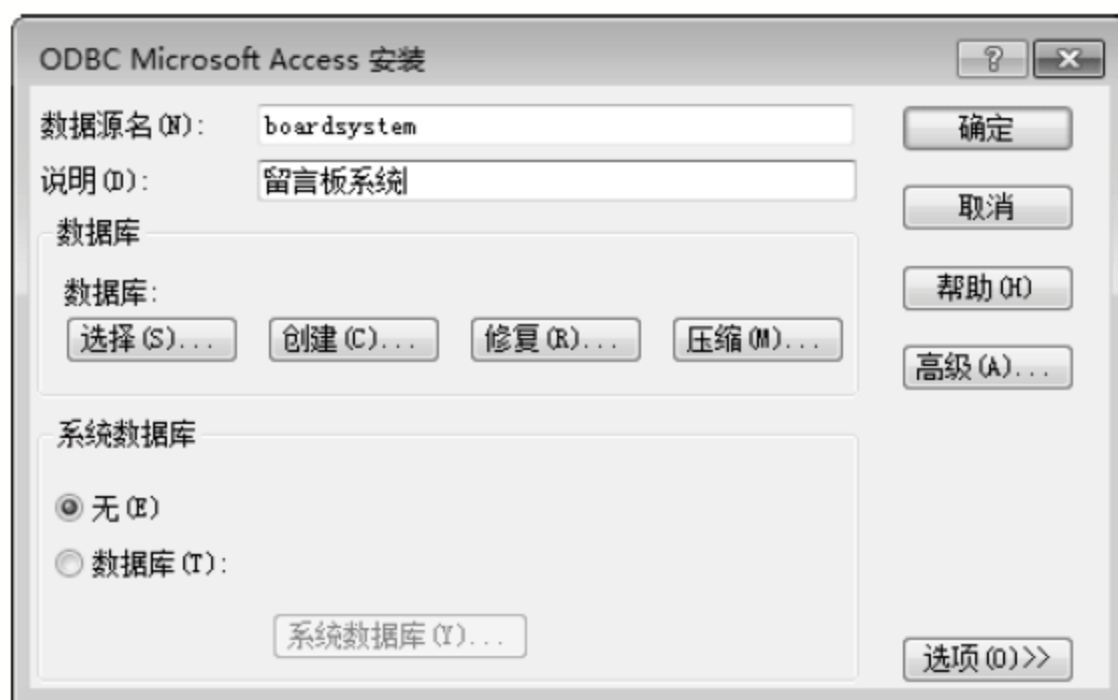 ODBC Microsoft Access 安装
数据源名(N): boardsystem 确定
说明(D): 留言板系统 取消
数据库
数据库:
选择(S)... 创建(C)... 修复(R)... 压缩(M)... 帮助(H)
高级(A)...
系统数据库
无(E)
数据库(T):
系统数据库(Y)...
选项(O)>>